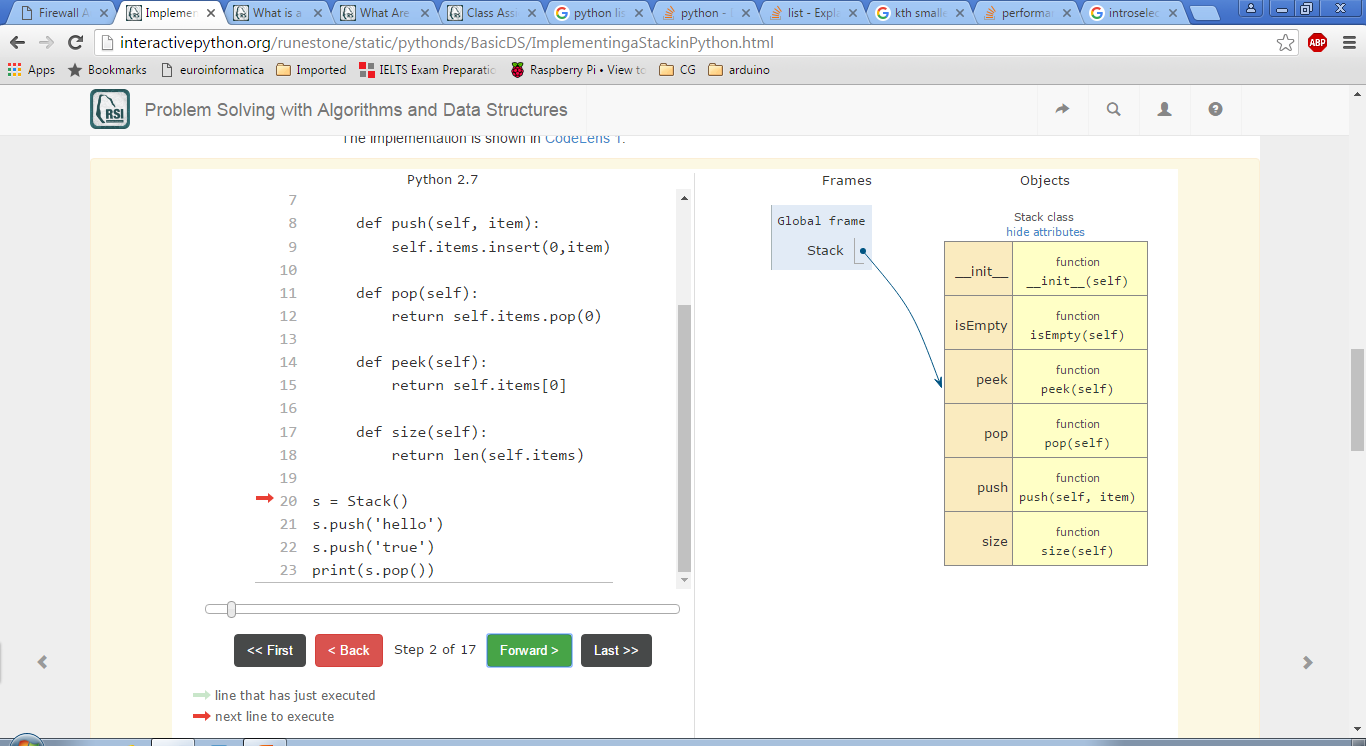 Firewall A
Implemen
What is a
What Are
Class Ass
python lis
python -
list - Expl
kth small
performa
introselec
interactivepython.org/runestone/static/pythonds/BasicDS/ImplementingaStackinPython.html
ABP
Apps
Bookmarks
euroinformatica
Imported
IELTS Exam Preparatio
Raspberry Pi • View to
CG
arduino
RSI
Problem Solving with Algorithms and Data Structures
The implementation is shown in CodeLens 1.
Python 2.7
7
8 def push(self, item):
9 self.items.insert(0,item)
10
11 def pop(self):
12 return self.items.pop(0)
13
14 def peek(self):
15 return self.items[0]
16
17 def size(self):
18 return len(self.items)
19
20 s = Stack()
21 s.push('hello')
22 s.push('true')
23 print(s.pop())
<< First
< Back
Step 2 of 17
Forward >
Last >>
line that has just executed
next line to execute
Frames
Objects
Global frame
Stack
Stack class
hide attributes
__init__
function
__init__(self)
isEmpty
function
isEmpty(self)
peek
function
peek(self)
pop
function
pop(self)
push
function
push(self, item)
size
function
size(self)